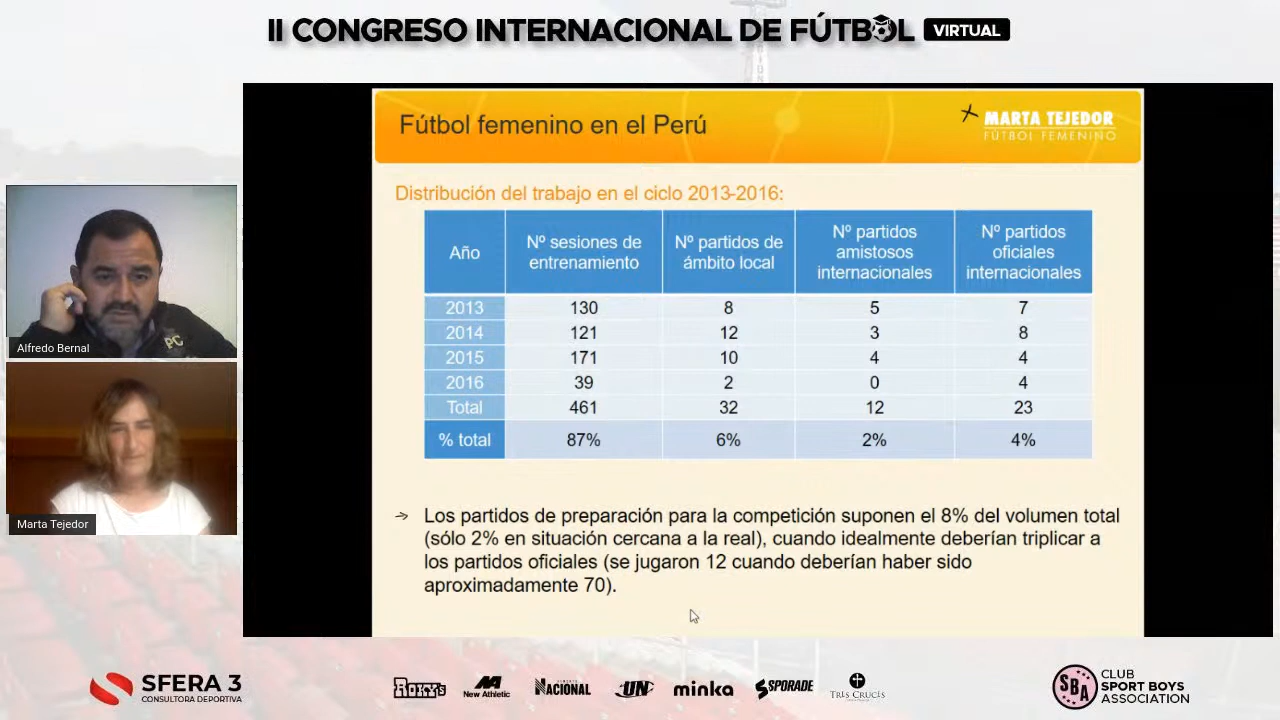 II CONGRESO INTERNACIONAL DE FÚTBOL VIRTUAL
Fútbol femenino en el Perú
MARTA TEJEDOR
FÚTBOL FEMENINO
Distribución del trabajo en el ciclo 2013-2016:
Año
Nº sesiones de
entrenamiento
Nº partidos de
ámbito local
Nº partidos
amistosos
internacionales
Nº partidos
oficiales
internacionales
2013 130 8 5 7
2014 121 12 3 8
2015 171 10 4 4
2016 39 2 0 4
Total 461 32 12 23
% total 87% 6% 2% 4%
Los partidos de preparación para la competición suponen el 8% del volumen total
(sólo 2% en situación cercana a la real), cuando idealmente deberían triplicar a
los partidos oficiales (se jugaron 12 cuando deberían haber sido
aproximadamente 70).
PC
Alfredo Bernal
Marta Tejedor
SFERA 3
CONSULTORA DEPORTIVA
ROXY's
New Athletic
NACIONAL
UN
minka
SPORADE
TRES CRUCES
SBA
CLUB
SPORT BOYS
ASSOCIATION